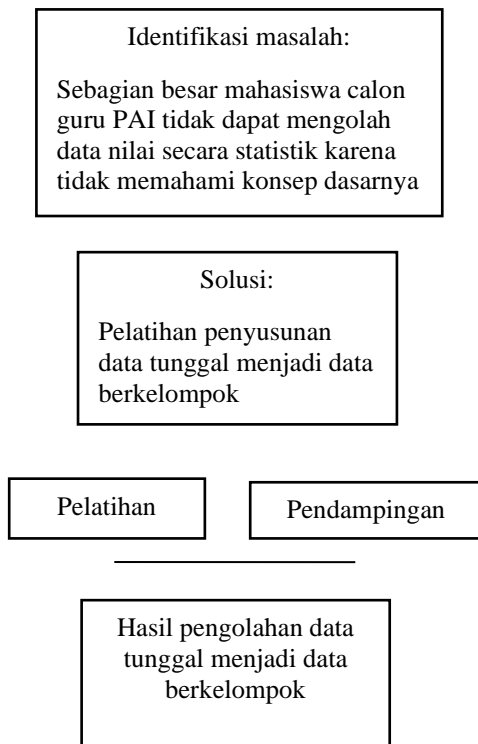 Identifikasi masalah:
Sebagian besar mahasiswa calon
guru PAI tidak dapat mengolah
data nilai secara statistik karena
tidak memahami konsep dasarnya
Solusi:
Pelatihan penyusunan
data tunggal menjadi data
berkelompok
Pelatihan
Pendampingan
Hasil pengolahan data
tunggal menjadi data
berkelompok